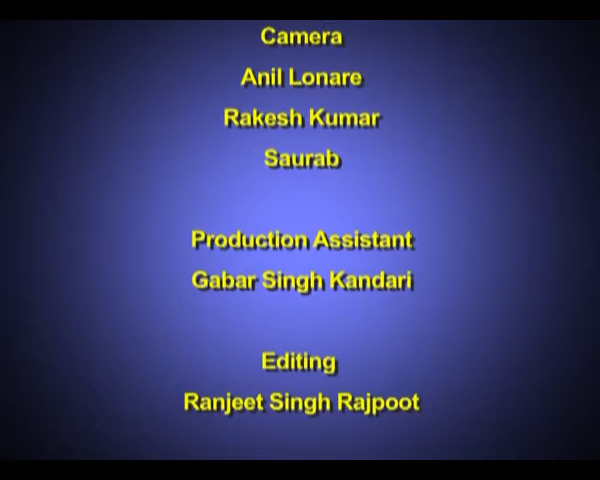 Camera
Anil Lonare
Rakesh Kumar
Saurab
Production Assistant
Gabar Singh Kandari
Editing
Ranjeet Singh Rajpoot